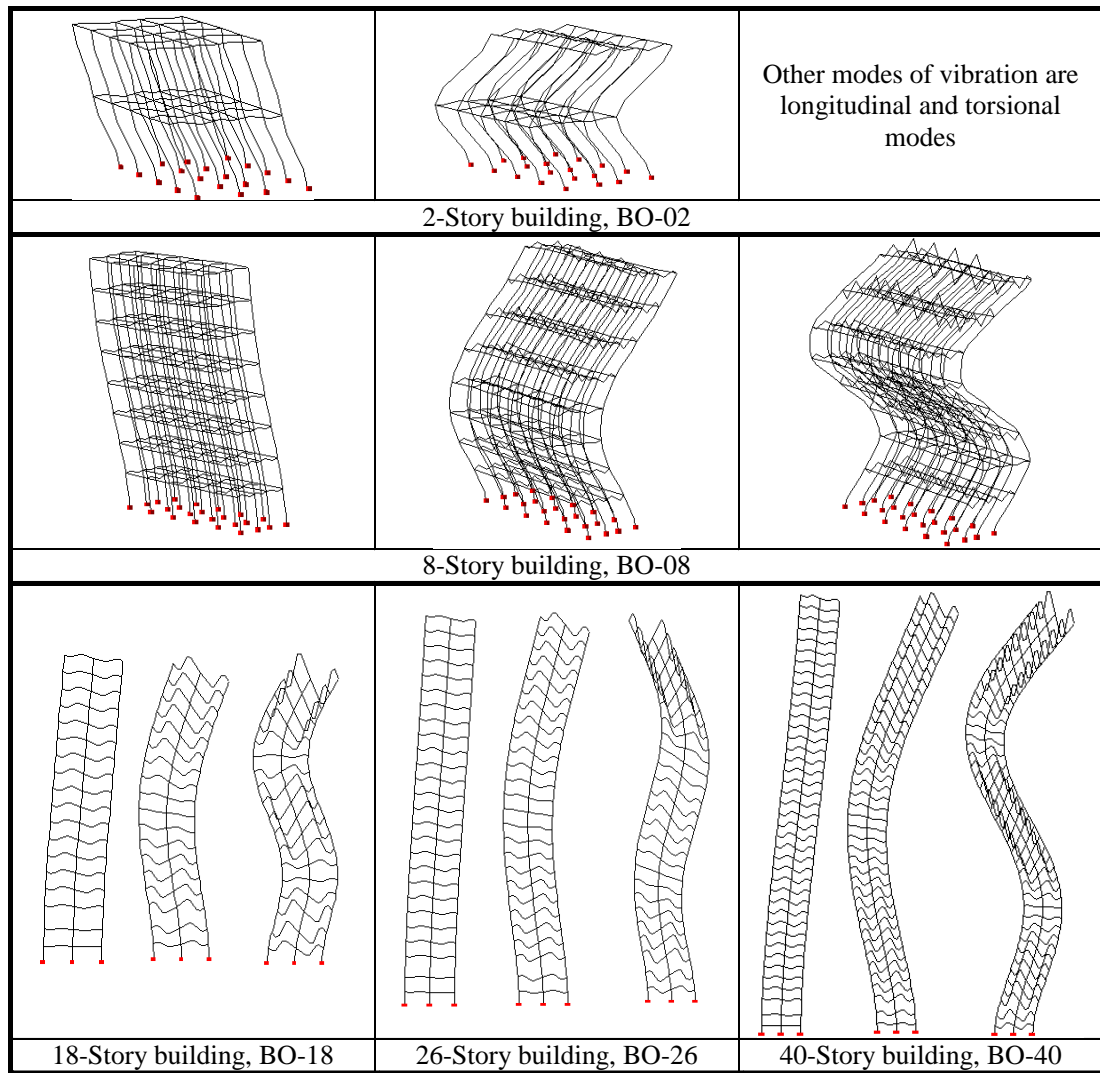 Other modes of vibration are
longitudinal and torsional
modes
2-Story building, BO-02
8-Story building, BO-08
18-Story building, BO-18
26-Story building, BO-26
40-Story building, BO-40